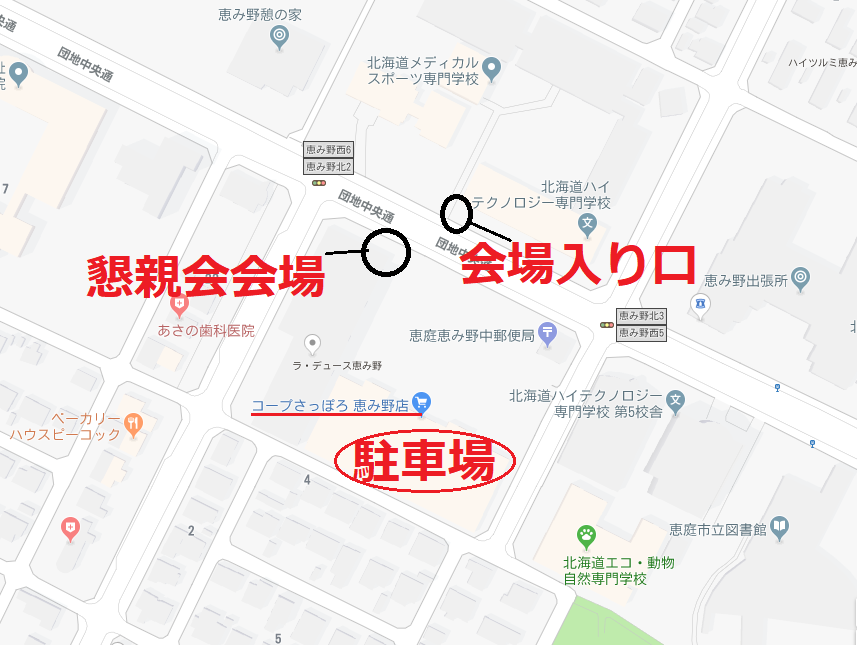 央通
恵み野憩の家
団地中央通
北海道メディカル
スポーツ専門学校
ハイツルミ恵み
院
7
恵み野西6
恵み野北2
団地中央通
北海道ハイ
テクノロジー専門学校
団地中
懇親会会場
会場入り口
恵み野出張所
あさの歯科医院
恵庭恵み野中郵便局
恵み野北3
恵み野西5
ラ・デュース恵み野
コープさっぽろ 恵み野店
北海道ハイテクノロジー
専門学校 第5校舎
ベーカリー
ハウスピーコック
駐車場
4
2
恵庭市立図書館
北海道エコ・動物
自然専門学校
5